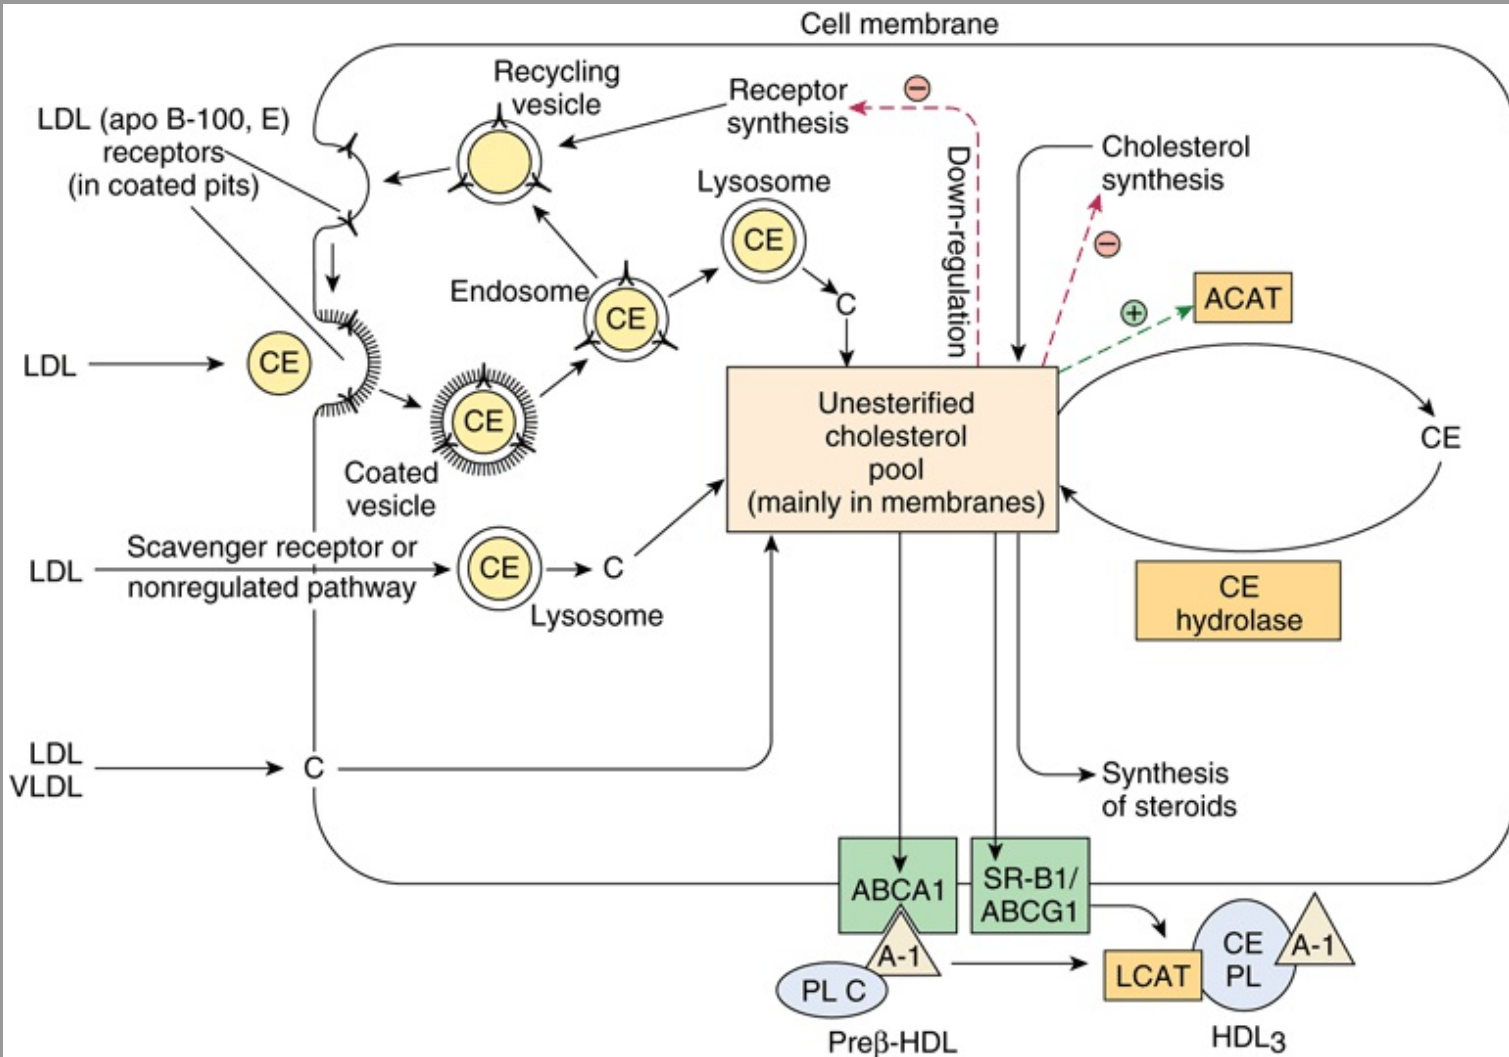 Cell membrane
Recycling
vesicle
LDL (apo B-100, E)
receptors
(in coated pits)
Receptor
synthesis
−
Down-regulation
Cholesterol
synthesis
−
Lysosome
CE
C
Endosome
CE
+
ACAT
LDL
CE
CE
Coated
vesicle
Unesterified
cholesterol
pool
(mainly in membranes)
CE
CE
hydrolase
LDL
Scavenger receptor or
nonregulated pathway
CE
C
Lysosome
LDL
VLDL
C
Synthesis
of steroids
ABCA1
SR-B1/
ABCG1
A-1
PL C
Preβ-HDL
LCAT
CE
PL
A-1
HDL3